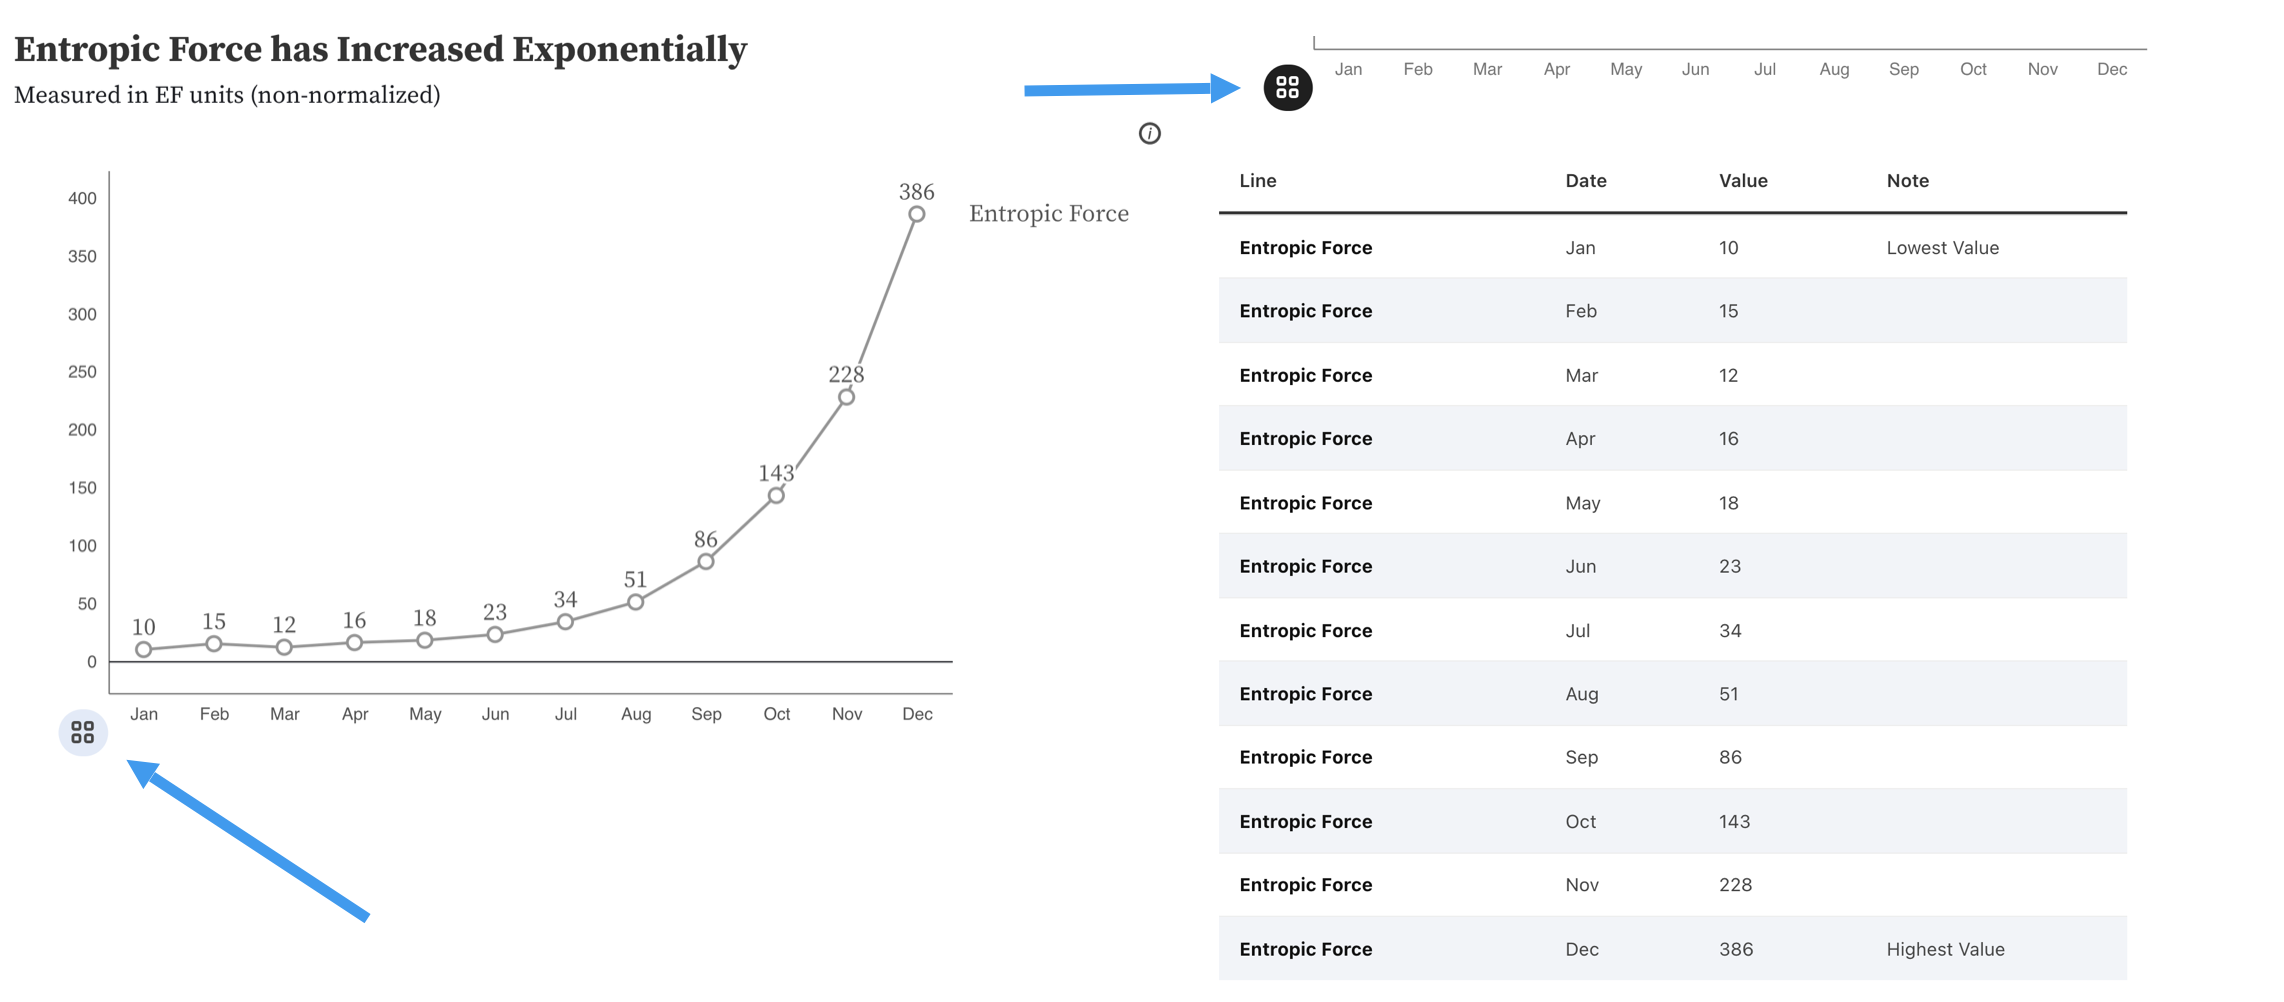 Entropic Force has Increased Exponentially
Measured in EF units (non-normalized)
i
400
350
300
250
200
150
100
50
0
10 15 12 16 18 23 34 51 86 143 228 386
Entropic Force
Jan Feb Mar Apr May Jun Jul Aug Sep Oct Nov Dec
Jan Feb Mar Apr May Jun Jul Aug Sep Oct Nov Dec
Line Date Value Note
Entropic Force Jan 10 Lowest Value
Entropic Force Feb 15
Entropic Force Mar 12
Entropic Force Apr 16
Entropic Force May 18
Entropic Force Jun 23
Entropic Force Jul 34
Entropic Force Aug 51
Entropic Force Sep 86
Entropic Force Oct 143
Entropic Force Nov 228
Entropic Force Dec 386 Highest Value